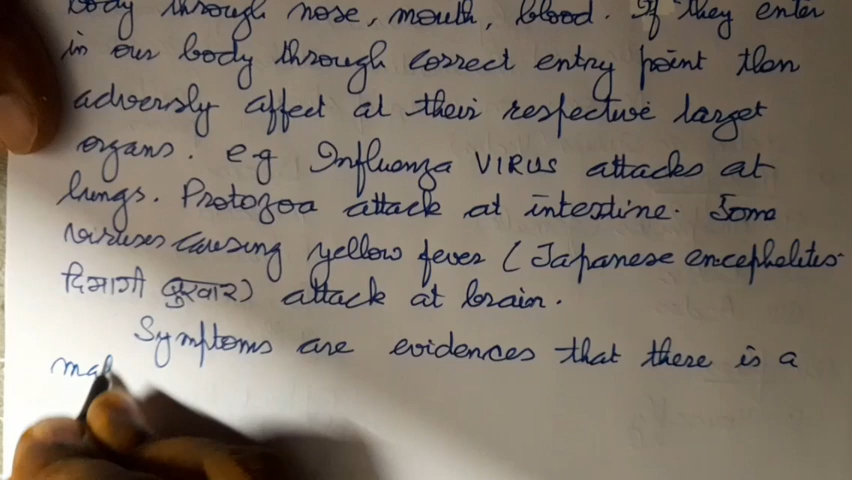 body through nose, mouth, blood. If they enter
in our body through correct entry point then
adversly affect at their respective target
organs. e.g Influenza VIRUS attacks at
lungs. Protozoa attack at intestine. Some
viruses causing yellow fever (Japanese encephelites-
दिमागी बुखार) attack at brain.
Symptoms are evidences that there is a